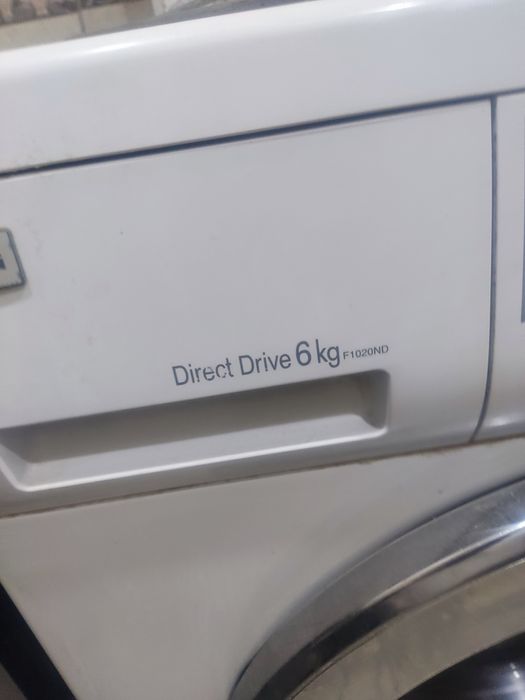 Direct Drive 6 kg F1020ND